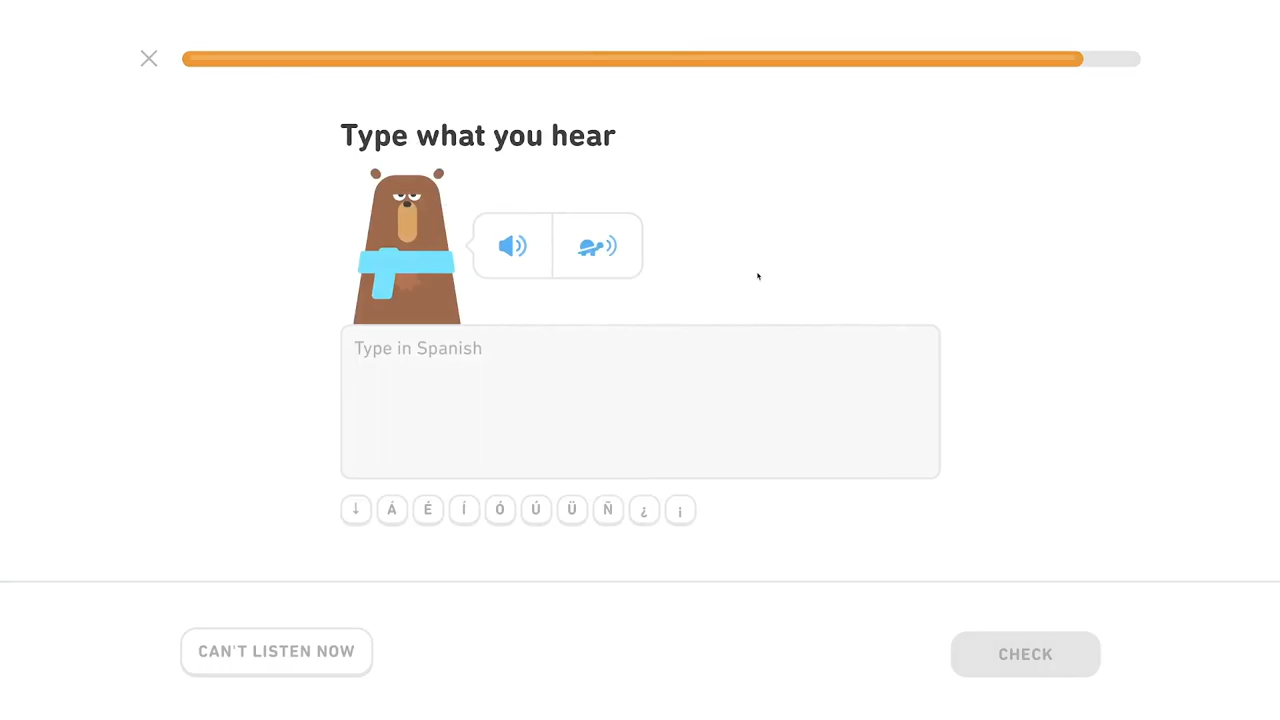 Type what you hear
Type in Spanish
↓ Á É Í Ó Ú Ü Ñ ¿ ¡
CAN'T LISTEN NOW
CHECK